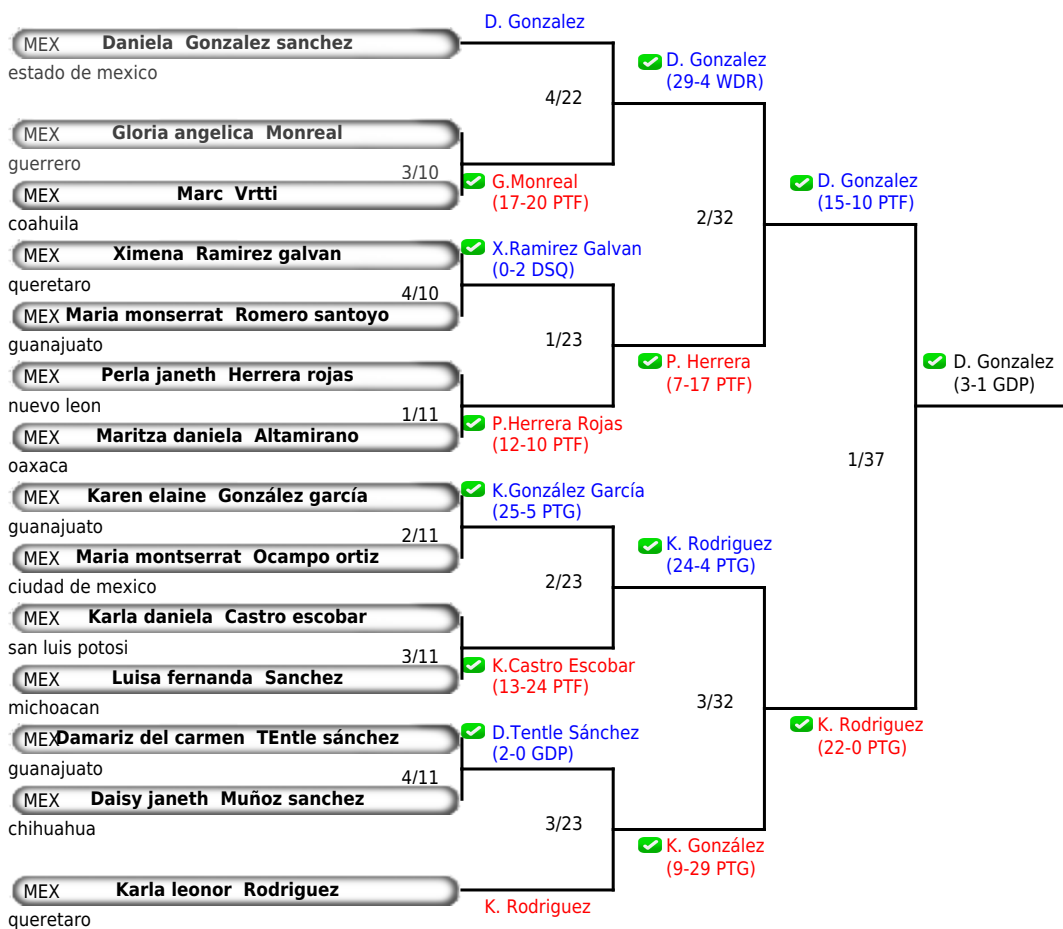 D. Gonzalez
MEX Daniela Gonzalez sanchez
estado de mexico
D. Gonzalez
(29-4 WDR)
4/22
MEX Gloria angelica Monreal
guerrero
3/10
G.Monreal
(17-20 PTF)
MEX Marc Vrtti
coahuila
D. Gonzalez
(15-10 PTF)
2/32
MEX Ximena Ramirez galvan
queretaro
X.Ramirez Galvan
(0-2 DSQ)
4/10
MEX Maria monserrat Romero santoyo
guanajuato
1/23
P. Herrera
(7-17 PTF)
D. Gonzalez
(3-1 GDP)
MEX Perla janeth Herrera rojas
nuevo leon
1/11
P.Herrera Rojas
(12-10 PTF)
MEX Maritza daniela Altamirano
oaxaca
1/37
MEX Karen elaine González garcía
guanajuato
K.González García
(25-5 PTG)
2/11
MEX Maria montserrat Ocampo ortiz
ciudad de mexico
K. Rodriguez
(24-4 PTG)
2/23
MEX Karla daniela Castro escobar
san luis potosi
3/11
K.Castro Escobar
(13-24 PTF)
MEX Luisa fernanda Sanchez
michoacan
3/32
K. Rodriguez
(22-0 PTG)
MEX Damariz del carmen TEntle sánchez
guanajuato
D.Tentle Sánchez
(2-0 GDP)
4/11
MEX Daisy janeth Muñoz sanchez
chihuahua
3/23
K. González
(9-29 PTG)
MEX Karla leonor Rodriguez
queretaro
K. Rodriguez